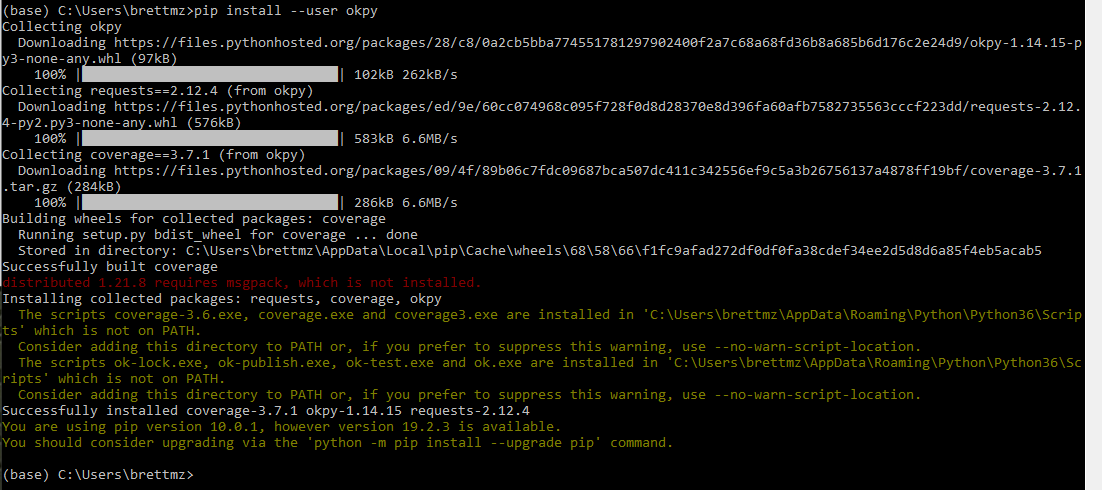 (base) C:\Users\brettmz>pip install --user okpy
Collecting okpy
  Downloading https://files.pythonhosted.org/packages/28/c8/0a2cb5bba774551781297902400f2a7c68a68fd36b8a685b6d176c2e24d9/okpy-1.14.15-p
y3-none-any.whl (97kB)
    100% |████████████████████████████████| 102kB 262kB/s
Collecting requests==2.12.4 (from okpy)
  Downloading https://files.pythonhosted.org/packages/ed/9e/60cc074968c095f728f0d8d28370e8d396fa60afb7582735563cccf223dd/requests-2.12.
4-py2.py3-none-any.whl (576kB)
    100% |████████████████████████████████| 583kB 6.6MB/s
Collecting coverage==3.7.1 (from okpy)
  Downloading https://files.pythonhosted.org/packages/09/4f/89b06c7fdc09687bca507dc411c342556ef9c5a3b26756137a4878ff19bf/coverage-3.7.1
.tar.gz (284kB)
    100% |████████████████████████████████| 286kB 6.6MB/s
Building wheels for collected packages: coverage
  Running setup.py bdist_wheel for coverage ... done
  Stored in directory: C:\Users\brettmz\AppData\Local\pip\Cache\wheels\68\58\66\f1fc9afad272df0df0fa38cdef34ee2d5d8d6a85f4eb5acab5
Successfully built coverage
distributed 1.21.8 requires msgpack, which is not installed.
Installing collected packages: requests, coverage, okpy
  The scripts coverage-3.6.exe, coverage.exe and coverage3.exe are installed in 'C:\Users\brettmz\AppData\Roaming\Python\Python36\Scrip
ts' which is not on PATH.
  Consider adding this directory to PATH or, if you prefer to suppress this warning, use --no-warn-script-location.
  The scripts ok-lock.exe, ok-publish.exe, ok-test.exe and ok.exe are installed in 'C:\Users\brettmz\AppData\Roaming\Python\Python36\Sc
ripts' which is not on PATH.
  Consider adding this directory to PATH or, if you prefer to suppress this warning, use --no-warn-script-location.
Successfully installed coverage-3.7.1 okpy-1.14.15 requests-2.12.4
You are using pip version 10.0.1, however version 19.2.3 is available.
You should consider upgrading via the 'python -m pip install --upgrade pip' command.
(base) C:\Users\brettmz>